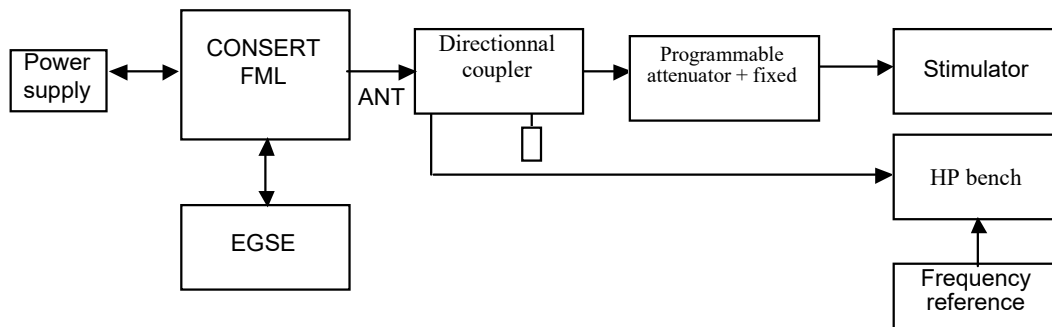 Power
supply
CONSERT
FML
ANT
Directionnal
coupler
Programmable
attenuator + fixed
Stimulator
HP bench
EGSE
Frequency
reference